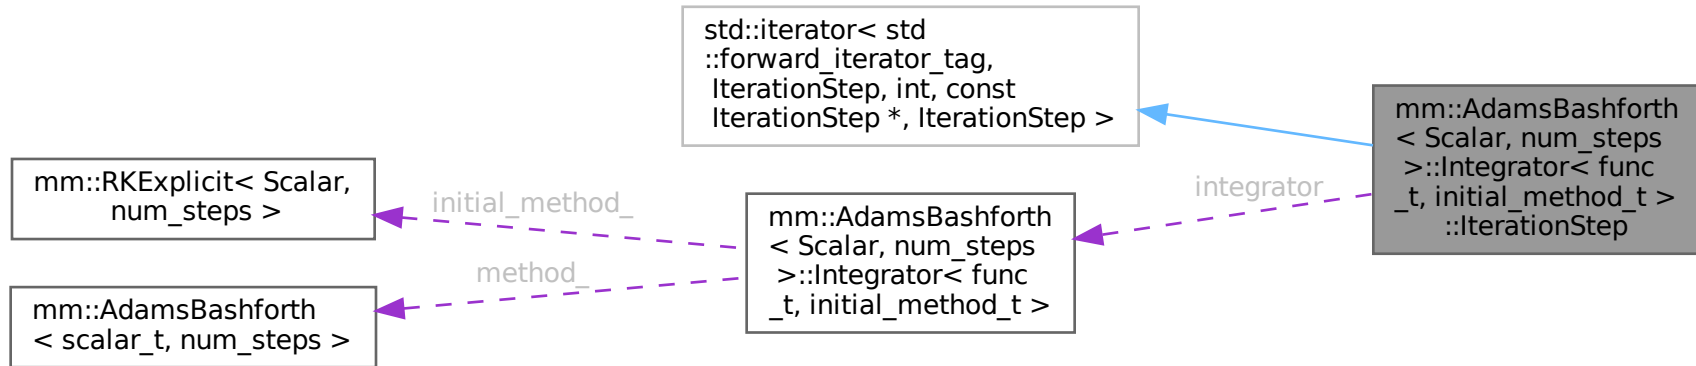 std::iterator< std
::forward_iterator_tag,
IterationStep, int, const
IterationStep *, IterationStep >
mm::AdamsBashforth
< Scalar, num_steps
>::Integrator< func
_t, initial_method_t >
::IterationStep
mm::RKExplicit< Scalar,
num_steps >
initial_method_
integrator
mm::AdamsBashforth
< Scalar, num_steps
>::Integrator< func
_t, initial_method_t >
method_
mm::AdamsBashforth
< scalar_t, num_steps >